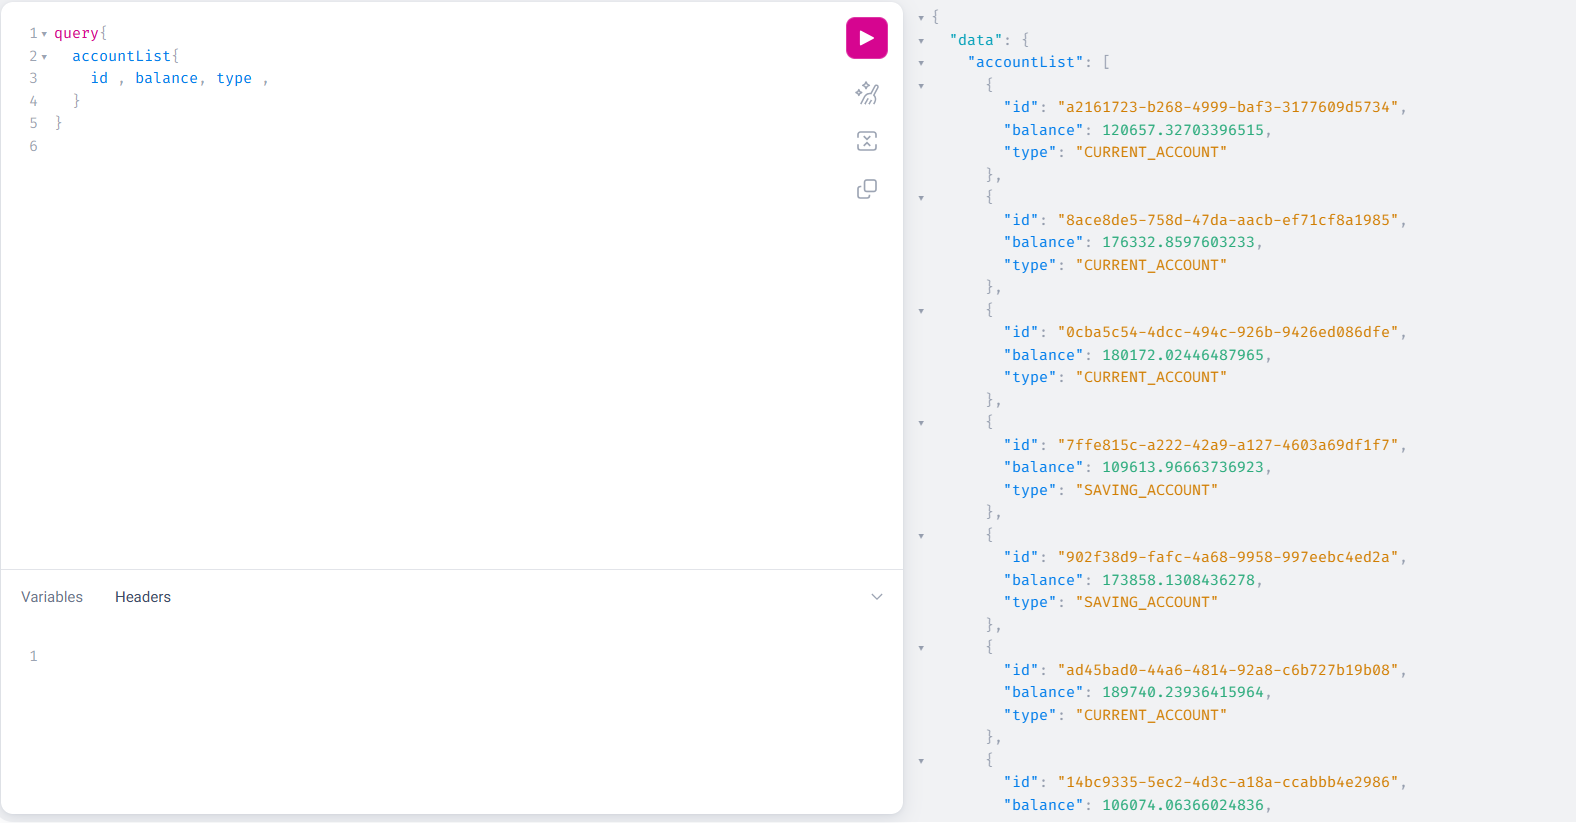 1 query{
2 accountList{
3 id , balance, type ,
4 }
5 }
6
Variables Headers
1
{
"data": {
"accountList": [
{
"id": "a2161723-b268-4999-baf3-3177609d5734",
"balance": 120657.32703396515,
"type": "CURRENT_ACCOUNT"
},
{
"id": "8ace8de5-758d-47da-aacb-ef71cf8a1985",
"balance": 176332.8597603233,
"type": "CURRENT_ACCOUNT"
},
{
"id": "0cba5c54-4dcc-494c-926b-9426ed086dfe",
"balance": 180172.02446487965,
"type": "CURRENT_ACCOUNT"
},
{
"id": "7ffe815c-a222-42a9-a127-4603a69df1f7",
"balance": 109613.96663736923,
"type": "SAVING_ACCOUNT"
},
{
"id": "902f38d9-fafc-4a68-9958-997eebc4ed2a",
"balance": 173858.1308436278,
"type": "SAVING_ACCOUNT"
},
{
"id": "ad45bad0-44a6-4814-92a8-c6b727b19b08",
"balance": 189740.23936415964,
"type": "CURRENT_ACCOUNT"
},
{
"id": "14bc9335-5ec2-4d3c-a18a-ccabbb4e2986",
"balance": 106074.06366024836,